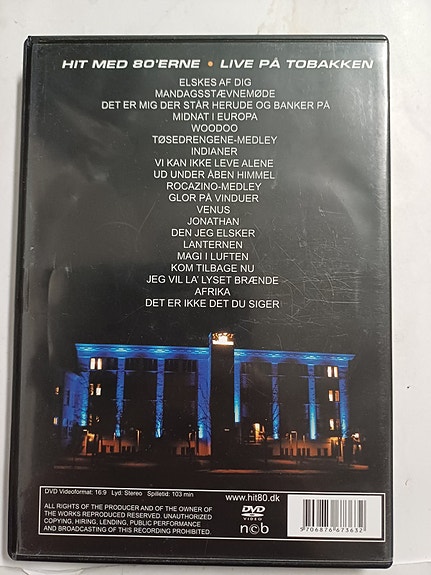 HIT MED 80'ERNE • LIVE PÅ TOBAKKEN
ELSKES AF DIG
MANDAGSSTÆVNEMØDE
DET ER MIG DER STÅR HERUDE OG BANKER PÅ
MIDNAT I EUROPA
WOODOO
TØSEDRENGENE-MEDLEY
INDIANER
VI KAN IKKE LEVE ALENE
UD UNDER ÅBEN HIMMEL
ROCAZINO-MEDLEY
GLOR PÅ VINDUER
VENUS
JONATHAN
DEN JEG ELSKER
LANTERNEN
MAGI I LUFTEN
KOM TILBAGE NU
JEG VIL LA' LYSET BRÆNDE
AFRIKA
DET ER IKKE DET DU SIGER
DVD Videoformat: 16:9 Lyd: Stereo Spilletid: 103 min
ALL RIGHTS OF THE PRODUCER AND OF THE OWNER OF
THE WORKS REPRODUCED RESERVED. UNAUTHORIZED
COPYING, HIRING, LENDING, PUBLIC PERFORMANCE
AND BROADCASTING OF THIS RECORDING PROHIBITED.
www.hit80.dk
DVD
VIDEO
ncb
5706876673632